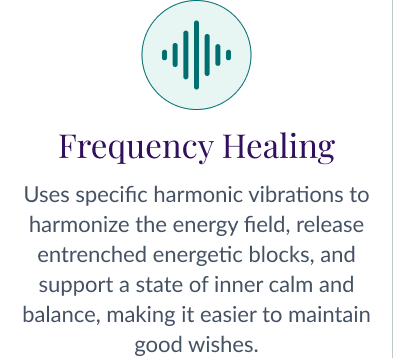 Frequency Healing
Uses specific harmonic vibrations to
harmonize the energy field, release
entrenched energetic blocks, and
support a state of inner calm and
balance, making it easier to maintain
good wishes.